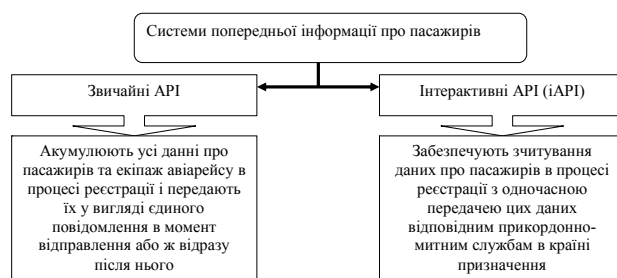 Системи попередньої інформації про пасажирів
Звичайні API
Інтерактивні API (iAPI)
Акумулюють усі данні про
пасажирів та екіпаж авіарейсу в
процесі реєстрації і передають
їх у вигляді єдиного
повідомлення в момент
відправлення або ж відразу
після нього
Забезпечують зчитування
даних про пасажирів в процесі
реєстрації з одночасною
передачею цих даних
відповідним прикордонно-
митним службам в країні
призначення